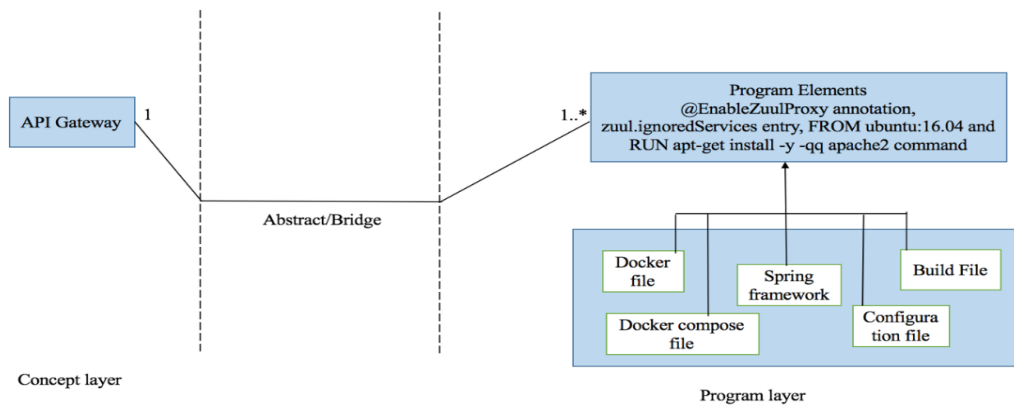 API Gateway
1
Abstract/Bridge
1..*
Program Elements
@EnableZuulProxy annotation,
zuul.ignoredServices entry, FROM ubuntu:16.04 and
RUN apt-get install -y -qq apache2 command
Docker
file
Spring
framework
Build File
Docker compose
file
Configura
tion file
Concept layer
Program layer